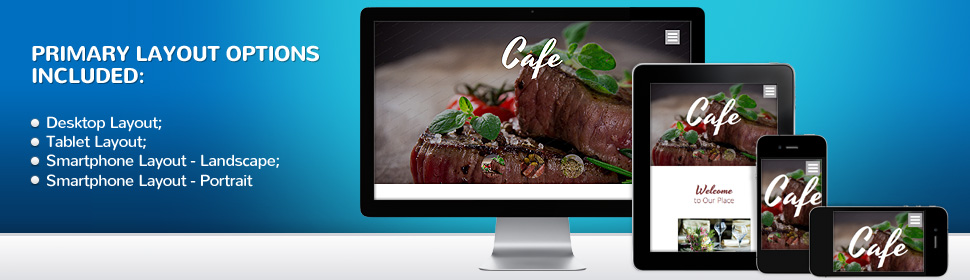 PRIMARY LAYOUT OPTIONS
INCLUDED:
Desktop Layout;
Tablet Layout;
Smartphone Layout - Landscape;
Smartphone Layout - Portrait
Cafe
Cafe
Welcome
to Our Place
Cafe
Cafe